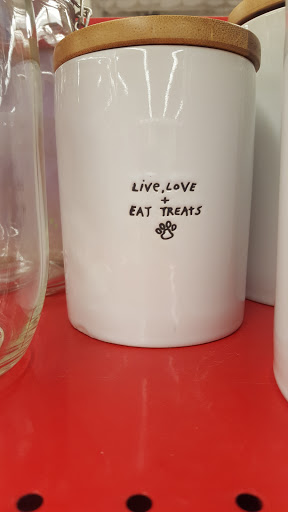 Live, LOVE
+
EAT TREATS